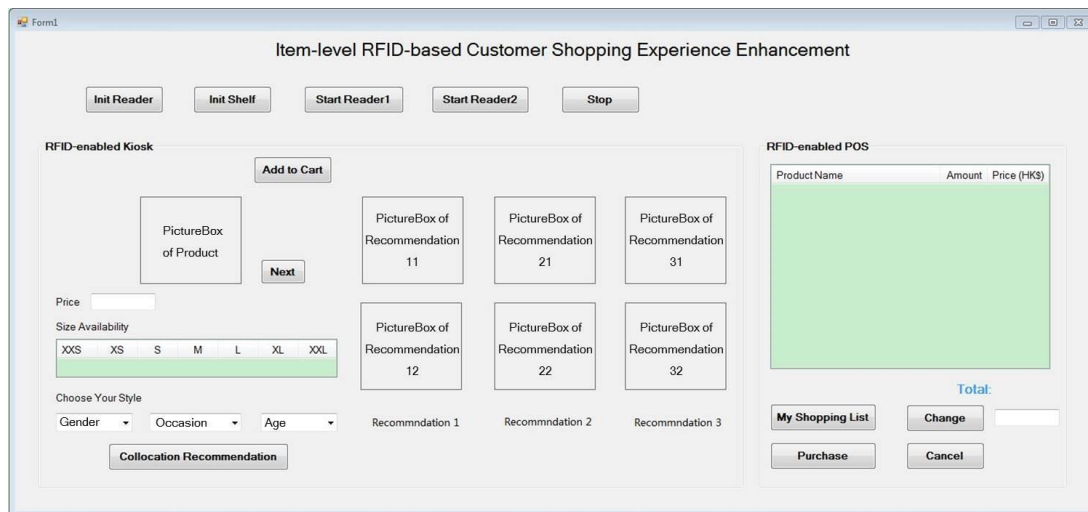 Form1
Item-level RFID-based Customer Shopping Experience Enhancement
Init Reader
Init Shelf
Start Reader1
Start Reader2
Stop
RFID-enabled Kiosk
Add to Cart
PictureBox
of Product
Next
Price
Size Availability
XXS XS S M L XL XXL
Choose Your Style
Gender
Occasion
Age
Collocation Recommendation
PictureBox of
Recommendation
11
PictureBox of
Recommendation
21
PictureBox of
Recommendation
31
PictureBox of
Recommendation
12
PictureBox of
Recommendation
22
PictureBox of
Recommendation
32
Recommndation 1
Recommndation 2
Recommndation 3
RFID-enabled POS
Product Name Amount Price (HK$)
Total:
My Shopping List
Change
Purchase
Cancel